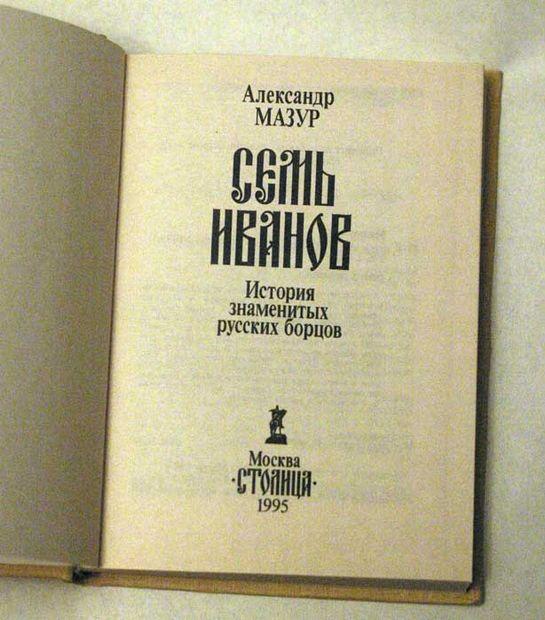 Александр
МАЗУР
СЕМЬ
ИВАНОВ
История
знаменитых
русских борцов
Москва
·СТОЛИЦА·
1995